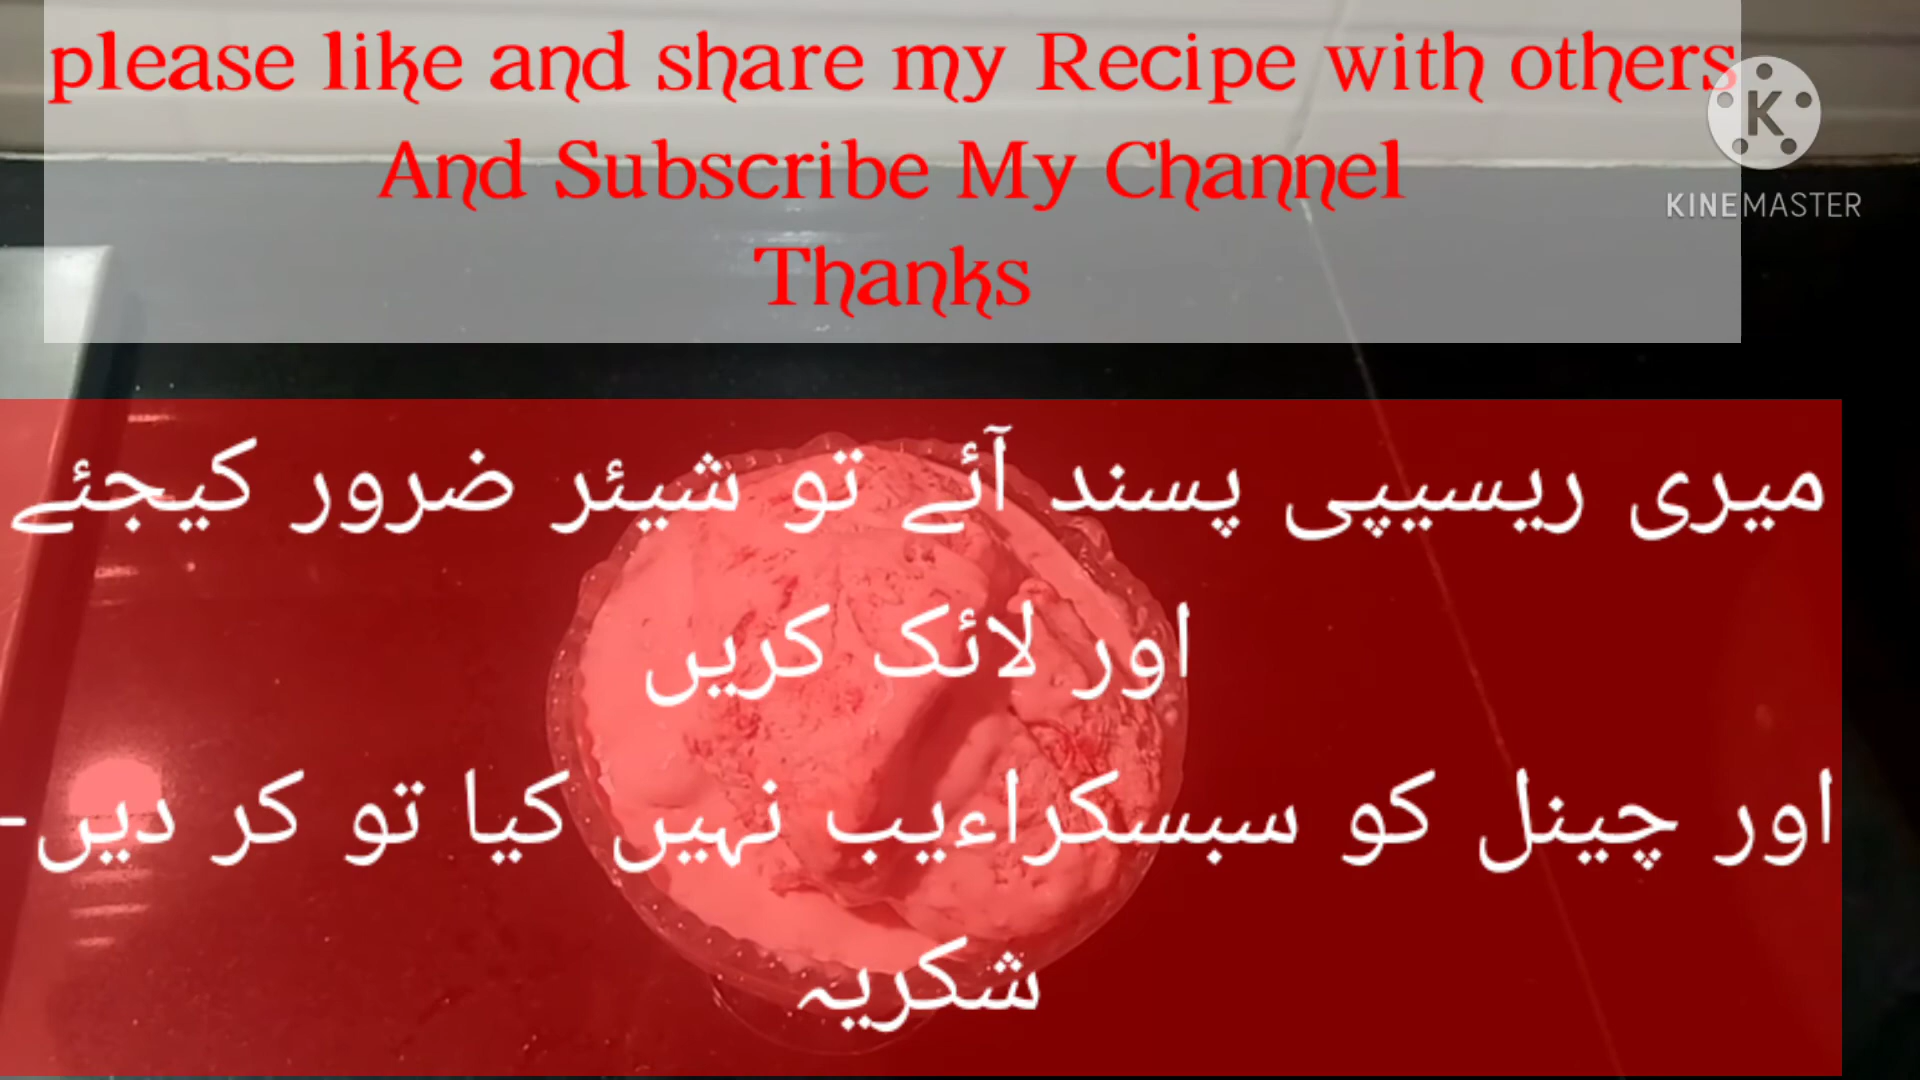 please like and share my Recipe with others
And Subscribe My Channel
Thanks
K
KINEMASTER
میری ریسیپی پسند آئے تو شیئر ضرور کیجئے
اور لائک کریں
اور چینل کو سبسکراءیب نہیں کیا تو کر دیں-
شکریہ